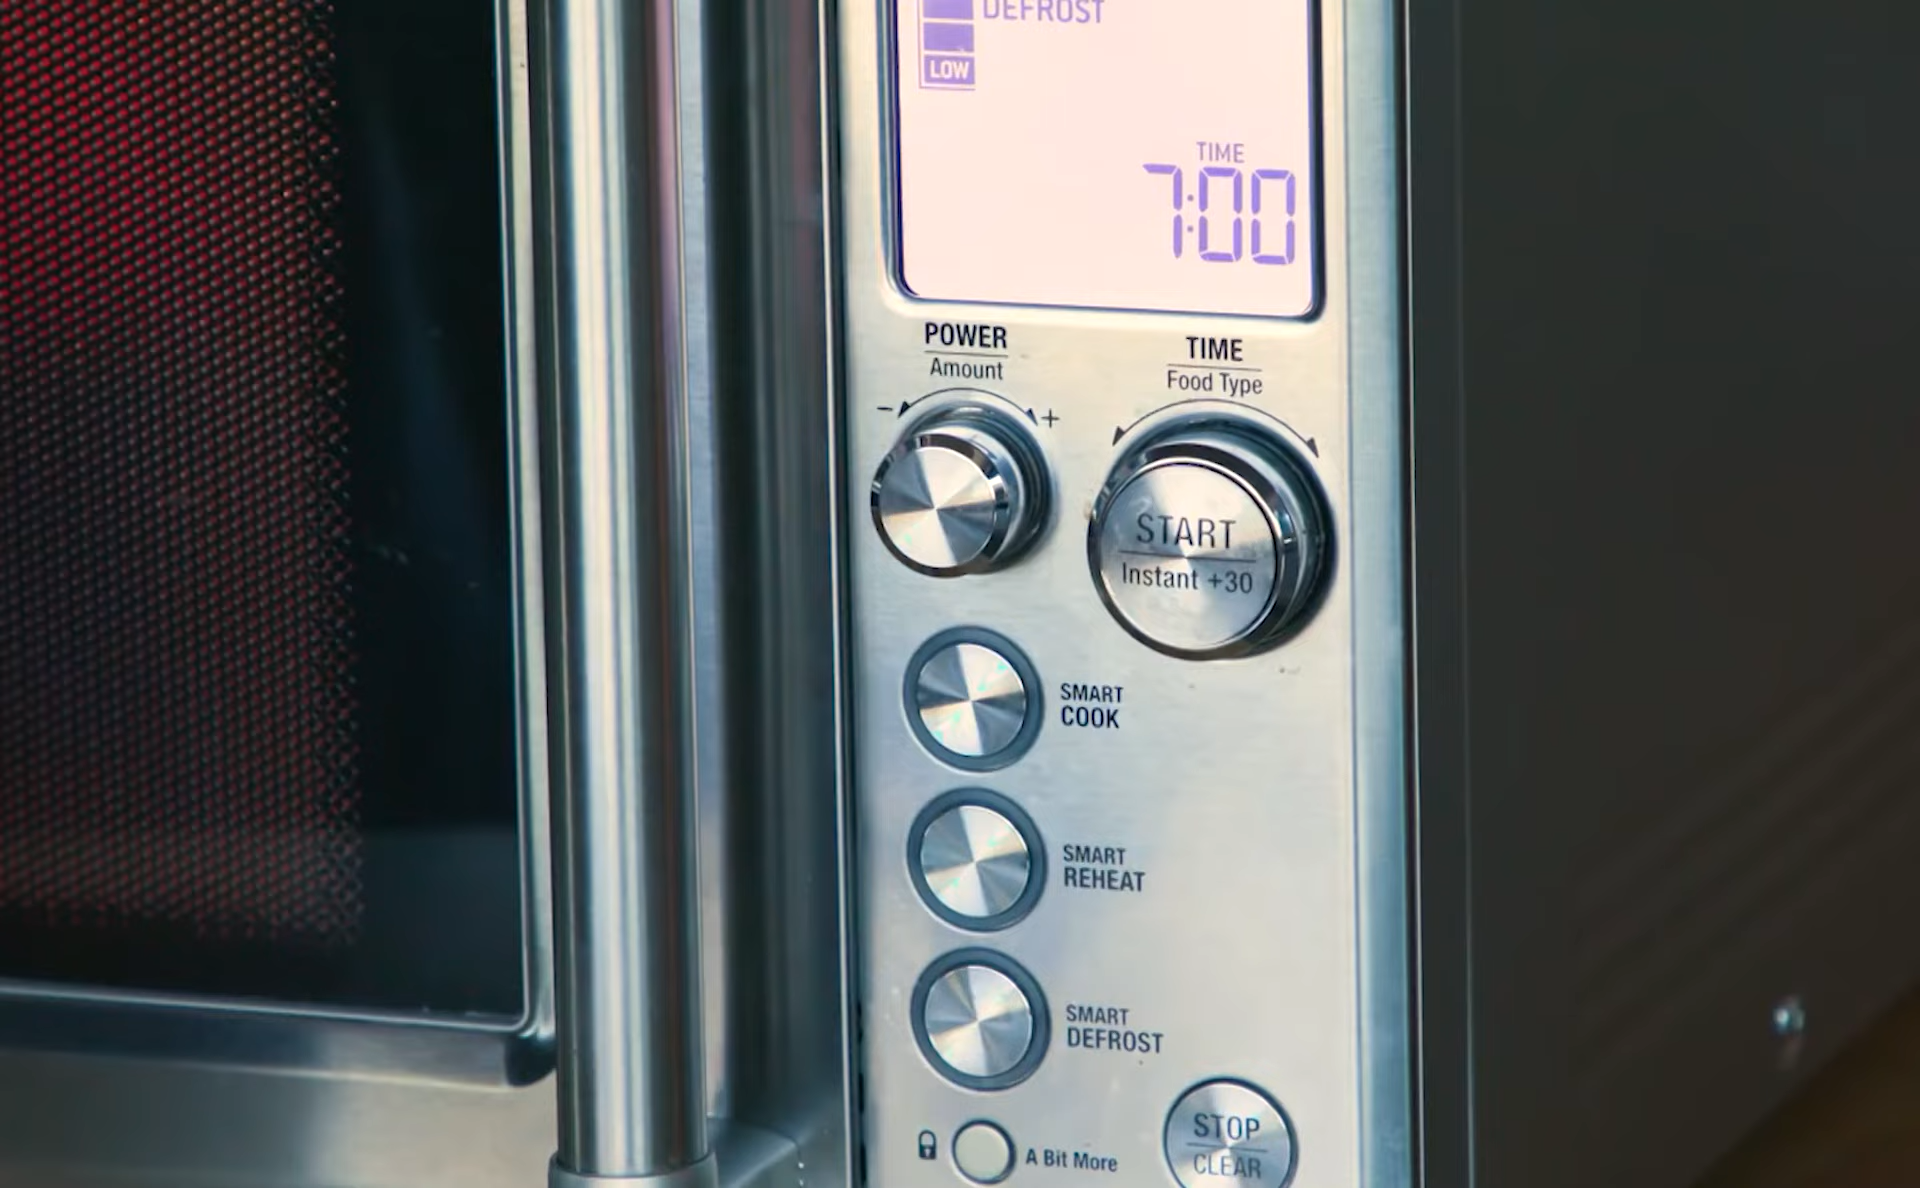 DEFROST
LOW
TIME
7:00
POWER
Amount
- +
TIME
Food Type
START
Instant +30
SMART
COOK
SMART
REHEAT
SMART
DEFROST
A Bit More
STOP
CLEAR